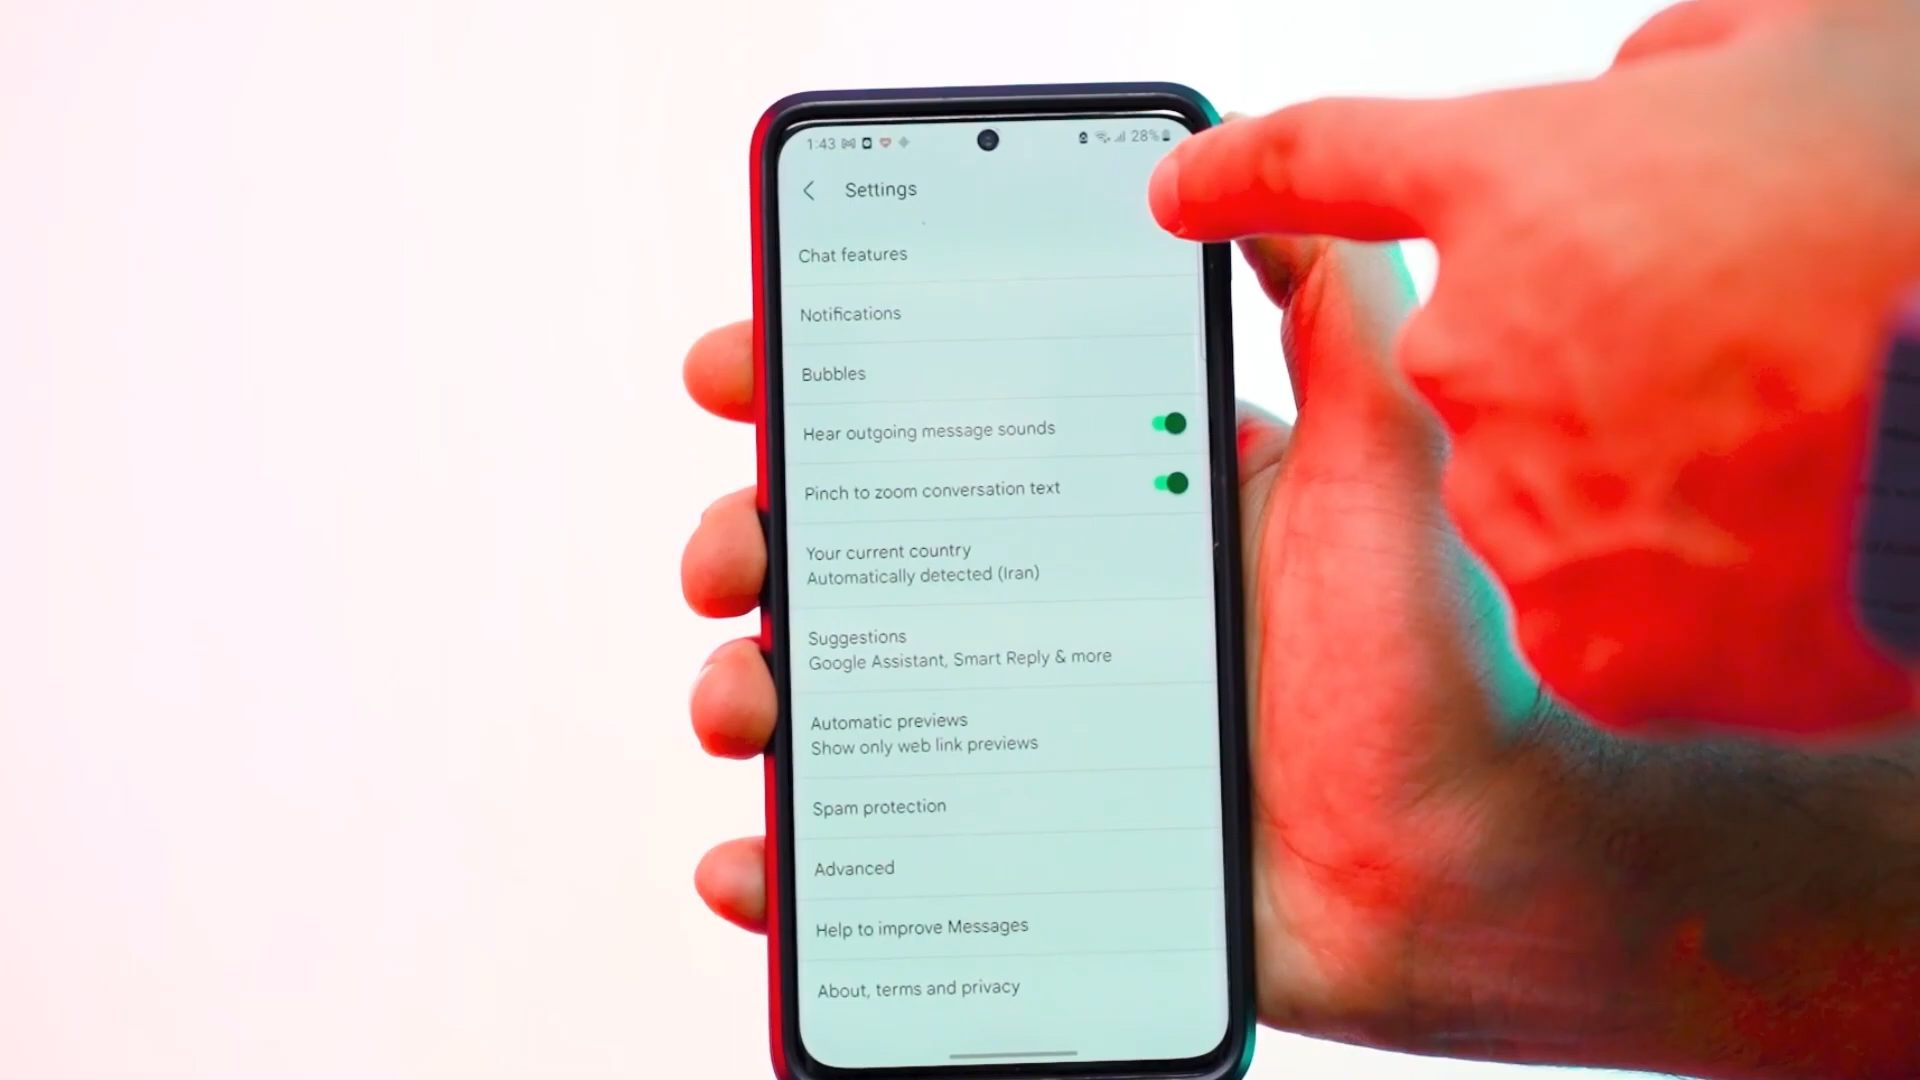 1:43 28%
Settings
Chat features
Notifications
Bubbles
Hear outgoing message sounds
Pinch to zoom conversation text
Your current country
Automatically detected (Iran)
Suggestions
Google Assistant, Smart Reply & more
Automatic previews
Show only web link previews
Spam protection
Advanced
Help to improve Messages
About, terms and privacy